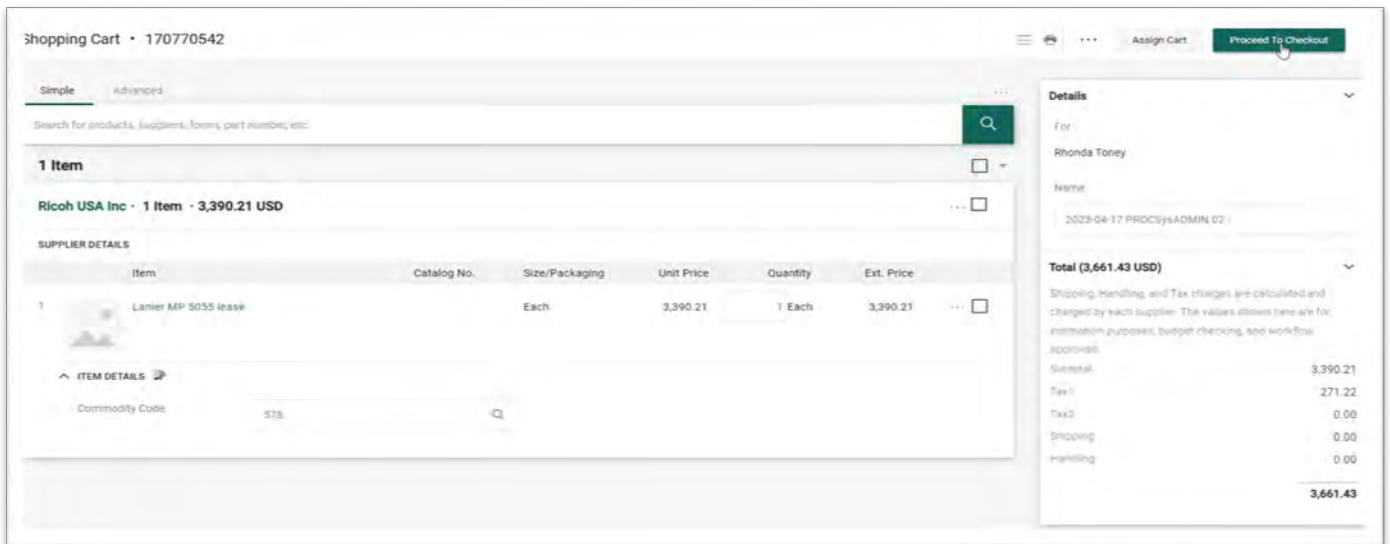 Shopping Cart • 170770542
Assign Cart
Proceed To Checkout
Simple Advanced
Search for products, suppliers, forms, part number, etc.
1 Item
Ricoh USA Inc · 1 Item · 3,390.21 USD
SUPPLIER DETAILS
Item Catalog No. Size/Packaging Unit Price Quantity Ext. Price
1 Lanier MP 5055 lease Each 3,390.21 1 Each 3,390.21
ITEM DETAILS
Commodity Code
Details
For
Rhonda Toney
Name
2023-04-17 PROCSysADMIN 02
Total (3,661.43 USD)
Shipping, Handling, and Tax charges are calculated and
charged by each supplier. The values shown here are for
estimation purposes, budget checking, and workflow
approvals.
Subtotal 3,390.21
Tax1 271.22
Tax2 0.00
Shipping 0.00
Handling 0.00
3,661.43